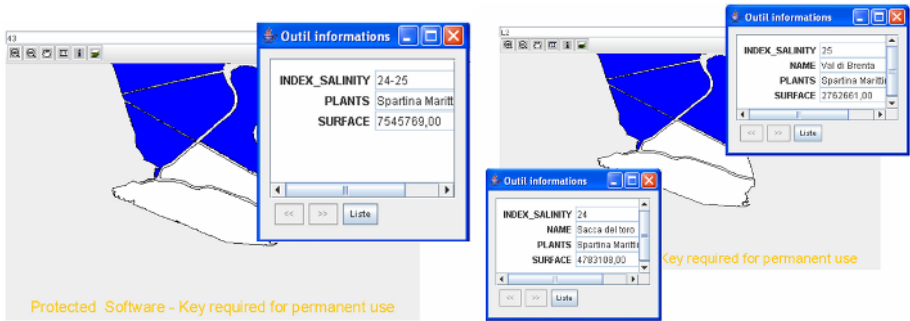 43
Outil informations
INDEX_SALINITY 24-25
PLANTS Spartina Maritt
SURFACE 7545769,00
<< >> Liste
Protected Software - Key required for permanent use
L2
Outil informations
INDEX_SALINITY 25
NAME Val di Brenta
PLANTS Spartina Marittir
SURFACE 2762661,00
<< >> Liste
Outil informations
INDEX_SALINITY 24
NAME Sacca del toro
PLANTS Spartina Marittin
SURFACE 4783108,00
<< >> Liste
Key required for permanent use